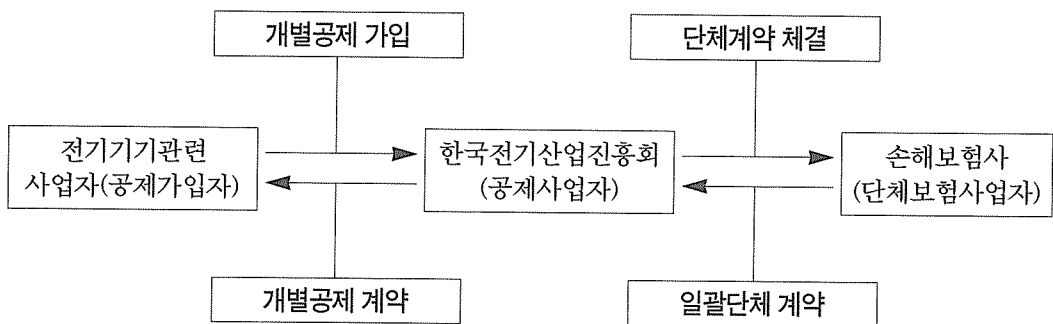 개별공제 가입
단체계약 체결
전기기기관련
사업자(공제가입자)
한국전기산업진흥회
(공제사업자)
손해보험사
(단체보험사업자)
개별공제 계약
일괄단체 계약